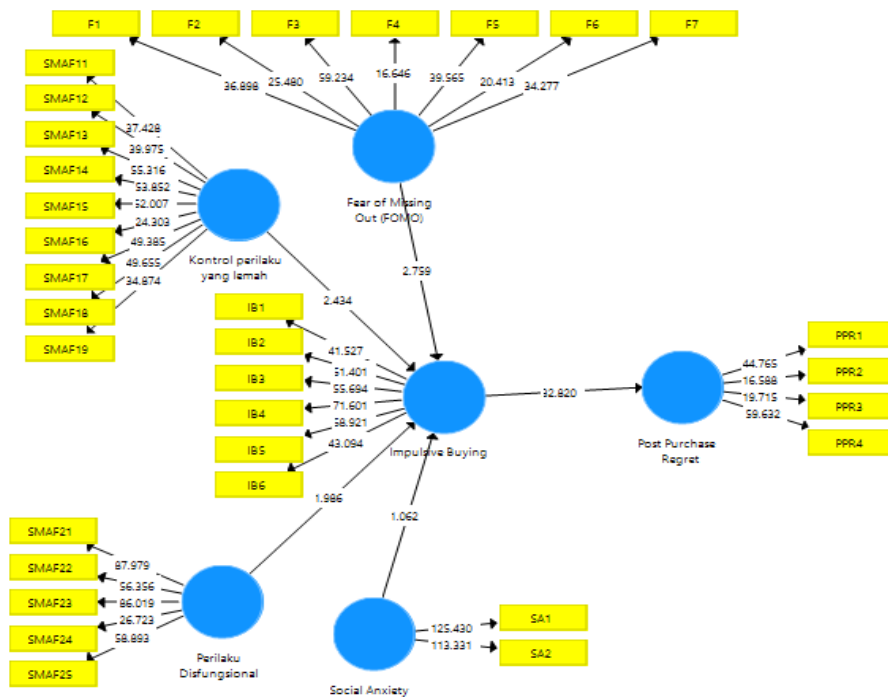 F1
F2
F3
F4
F5
F6
F7
36.898
25.480
59.234
16.646
39.565
20.413
34.277
Fear of Missing
Out (FOMO)
SMAF11
SMAF12
SMAF13
SMAF14
SMAF15
SMAF16
SMAF17
SMAF18
SMAF19
37.428
39.975
55.316
53.852
24.303
49.385
49.655
34.874
Kontrol perilaku
yang lemah
2.759
2.434
IB1
IB2
IB3
IB4
IB5
IB6
41.527
55.694
71.601
43.094
Impulsive Buying
32.820
Post Purchase
Regret
44.765
16.588
19.715
59.632
PPR1
PPR2
PPR3
PPR4
1.986
1.062
SMAF21
SMAF22
SMAF23
SMAF24
SMAF25
87.979
56.356
86.019
26.723
58.893
Perilaku
Disfungsional
125.430
113.331
SA1
SA2
Social Anxiety